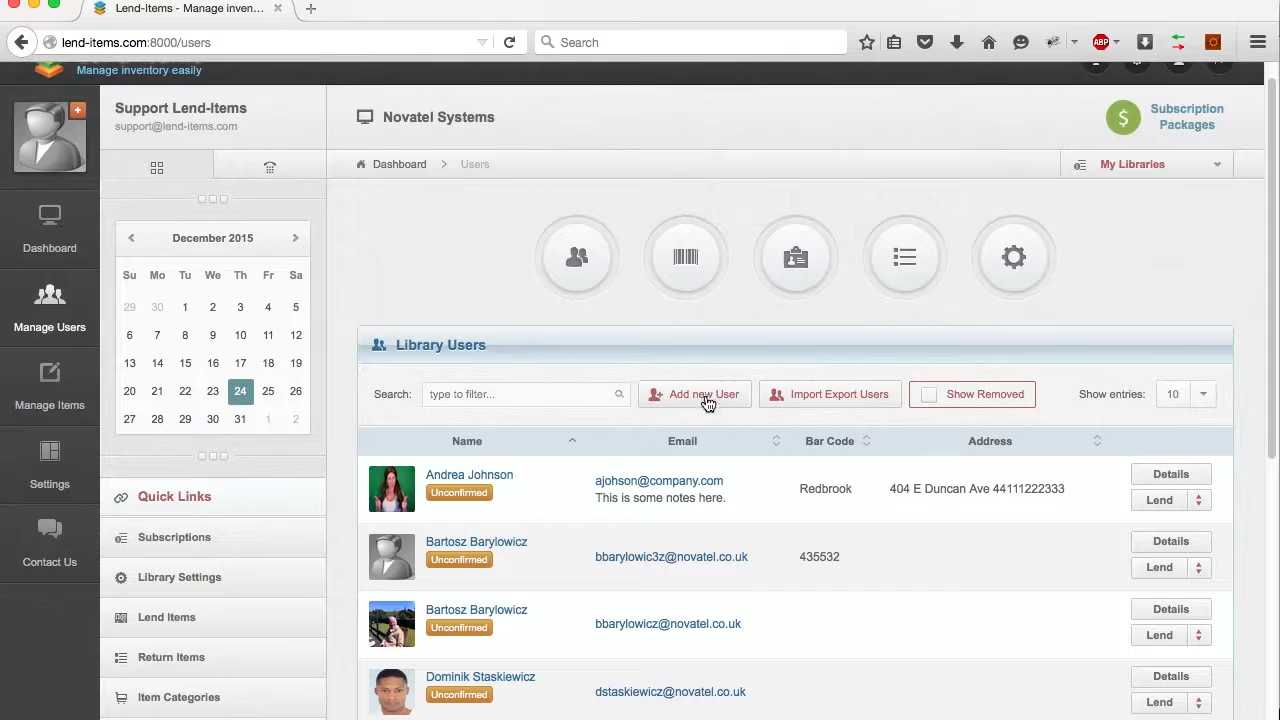 Lend-Items - Manage inven...
lend-items.com:8000/users
Search
ABP
Manage inventory easily
Support Lend-Items
support@lend-items.com
Novatel Systems
$
Subscription
Packages
Dashboard
Users
My Libraries
Dashboard
Manage Users
Manage Items
Settings
Contact Us
December 2015
Su Mo Tu We Th Fr Sa
29 30 1 2 3 4 5
6 7 8 9 10 11 12
13 14 15 16 17 18 19
20 21 22 23 24 25 26
27 28 29 30 31 1 2
Quick Links
Subscriptions
Library Settings
Lend Items
Return Items
Item Categories
Library Users
Search: type to filter... Add new User Import Export Users Show Removed Show entries: 10
Name Email Bar Code Address
Andrea Johnson
Unconfirmed
ajohson@company.com
This is some notes here.
Redbrook
404 E Duncan Ave 44111222333
Details
Lend
Bartosz Barylowicz
Unconfirmed
bbarylowic3z@novatel.co.uk
435532
Details
Lend
Bartosz Barylowicz
Unconfirmed
bbarylowicz@novatel.co.uk
Details
Lend
Dominik Staskiewicz
Unconfirmed
dstaskiewicz@novatel.co.uk
Details
Lend